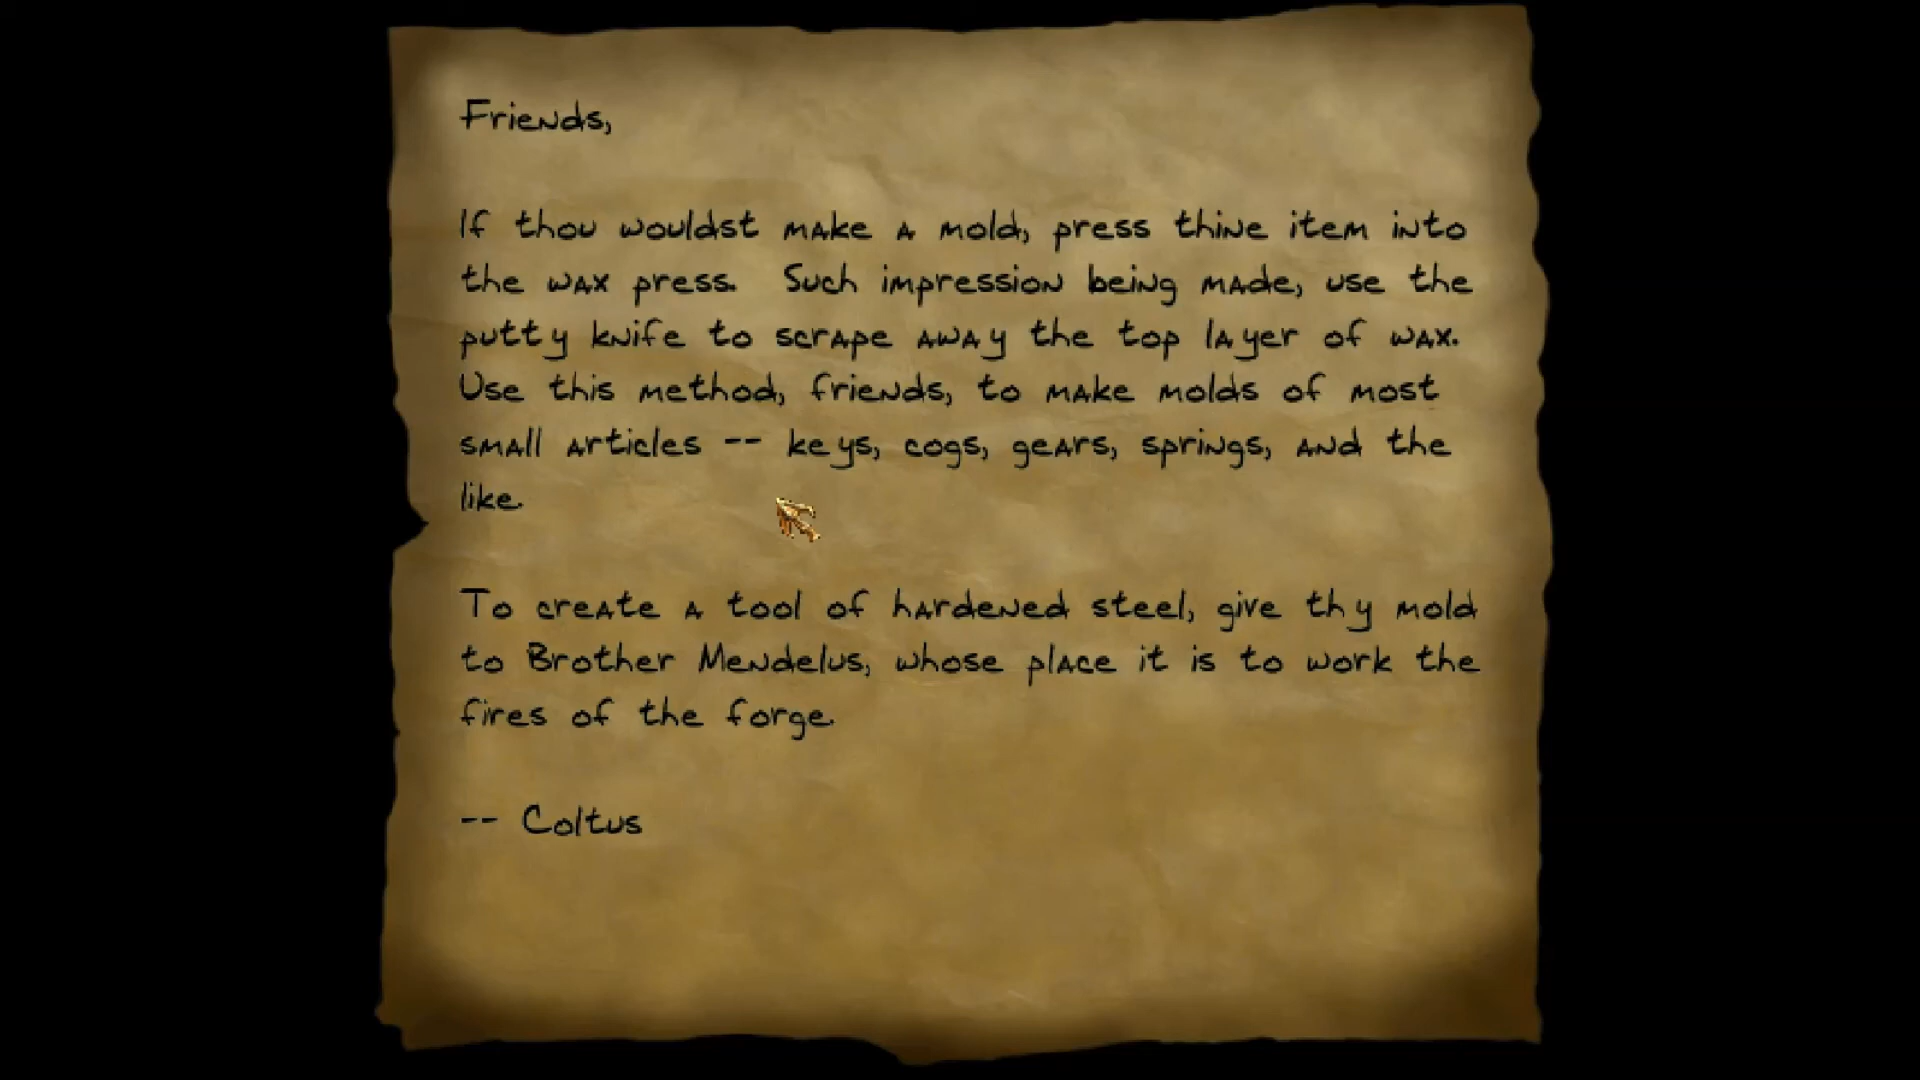 Friends,
If thou wouldst make a mold, press thine item into
the wax press.  Such impression being made, use the
putty knife to scrape away the top layer of wax.
Use this method, friends, to make molds of most
small articles -- keys, cogs, gears, springs, and the
like.
To create a tool of hardened steel, give thy mold
to Brother Mendelus, whose place it is to work the
fires of the forge.
-- Coltus